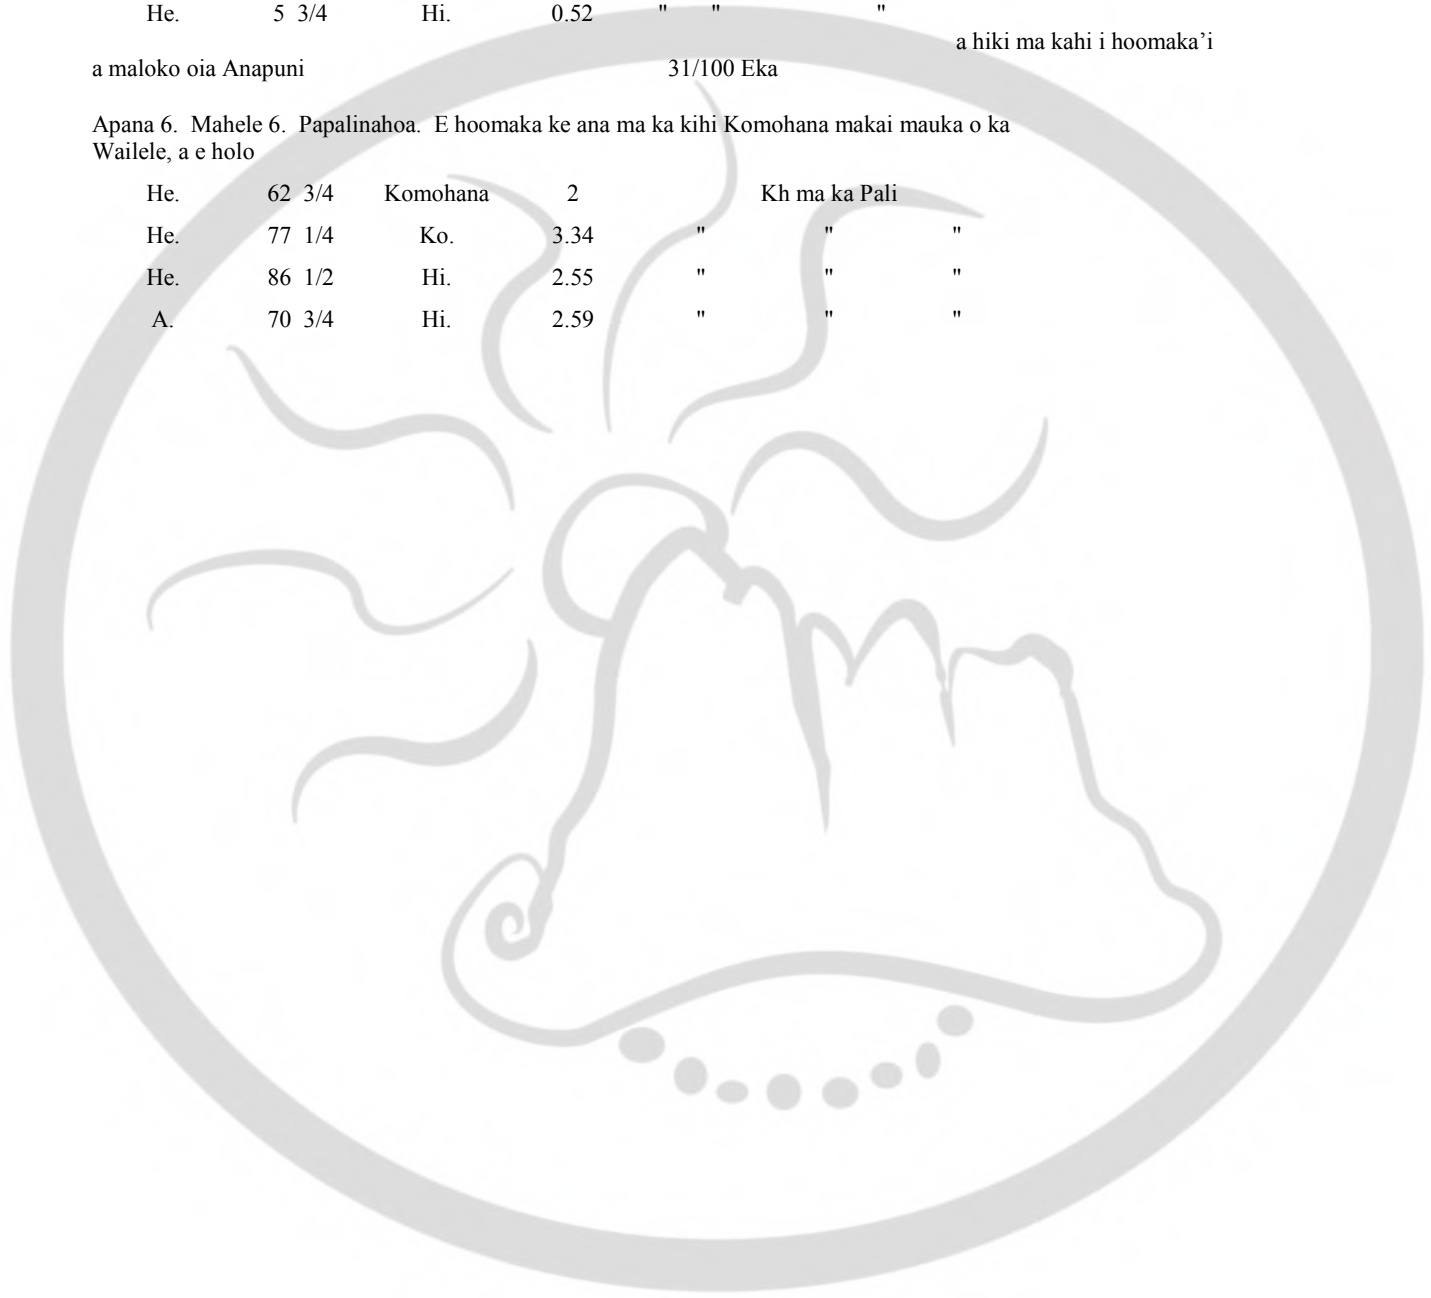 He. 5 3/4 Hi. 0.52 " " "
a hiki ma kahi i hoomaka’i
a maloko oia Anapuni 31/100 Eka
Apana 6. Mahele 6. Papalinahoa. E hoomaka ke ana ma ka kihi Komohana makai mauka o ka
Wailele, a e holo
He. 62 3/4 Komohana 2 Kh ma ka Pali
He. 77 1/4 Ko. 3.34 " " "
He. 86 1/2 Hi. 2.55 " " "
A. 70 3/4 Hi. 2.59 " " "